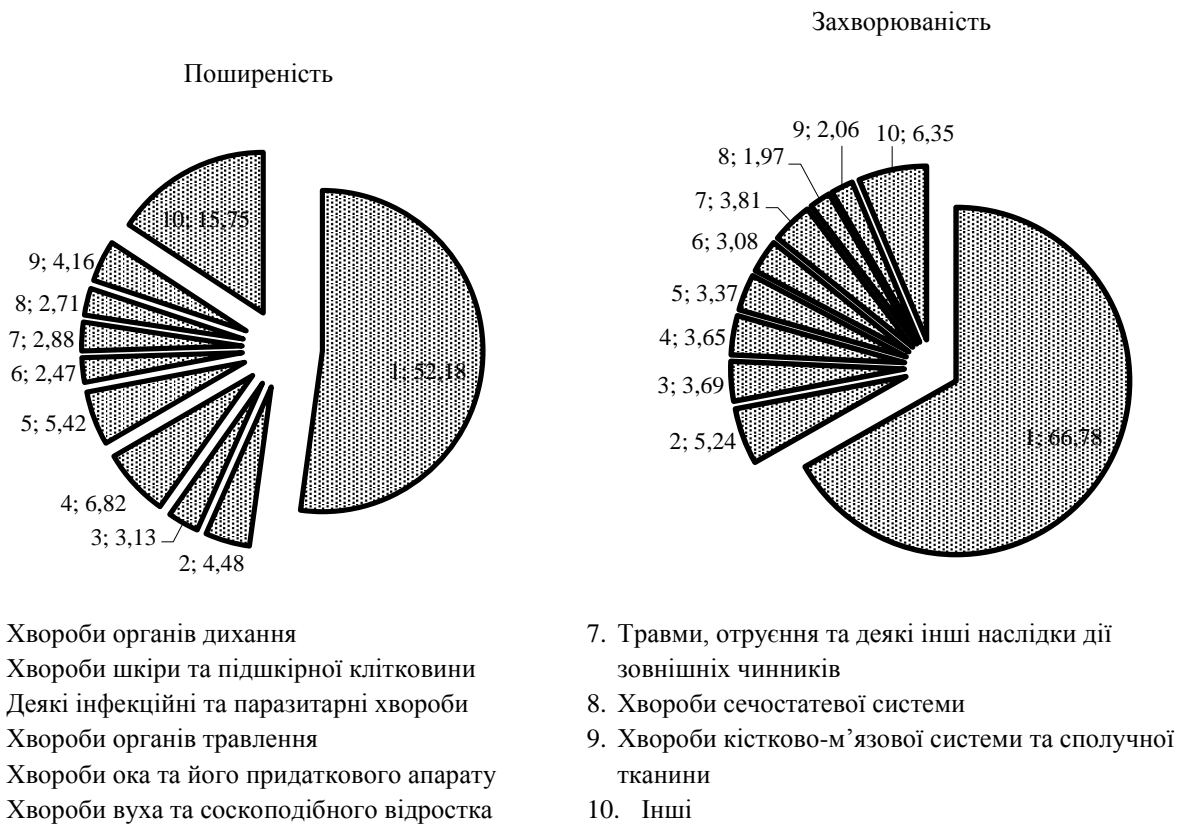 Захворюваність
Поширеність
10; 15,75
9; 4,16
8; 2,71
7; 2,88
6; 2,47
5; 5,42
4; 6,82
3; 3,13
2; 4,48
1; 52,18
9; 2,06
10; 6,35
8; 1,97
7; 3,81
6; 3,08
5; 3,37
4; 3,65
3; 3,69
2; 5,24
1; 66,78
Хвороби органів дихання
Хвороби шкіри та підшкірної клітковини
Деякі інфекційні та паразитарні хвороби
Хвороби органів травлення
Хвороби ока та його придаткового апарату
Хвороби вуха та соскоподібного відростка
7. Травми, отруєння та деякі інші наслідки дії
зовнішніх чинників
8. Хвороби сечостатевої системи
9. Хвороби кістково-м’язової системи та сполучної
тканини
10. Інші